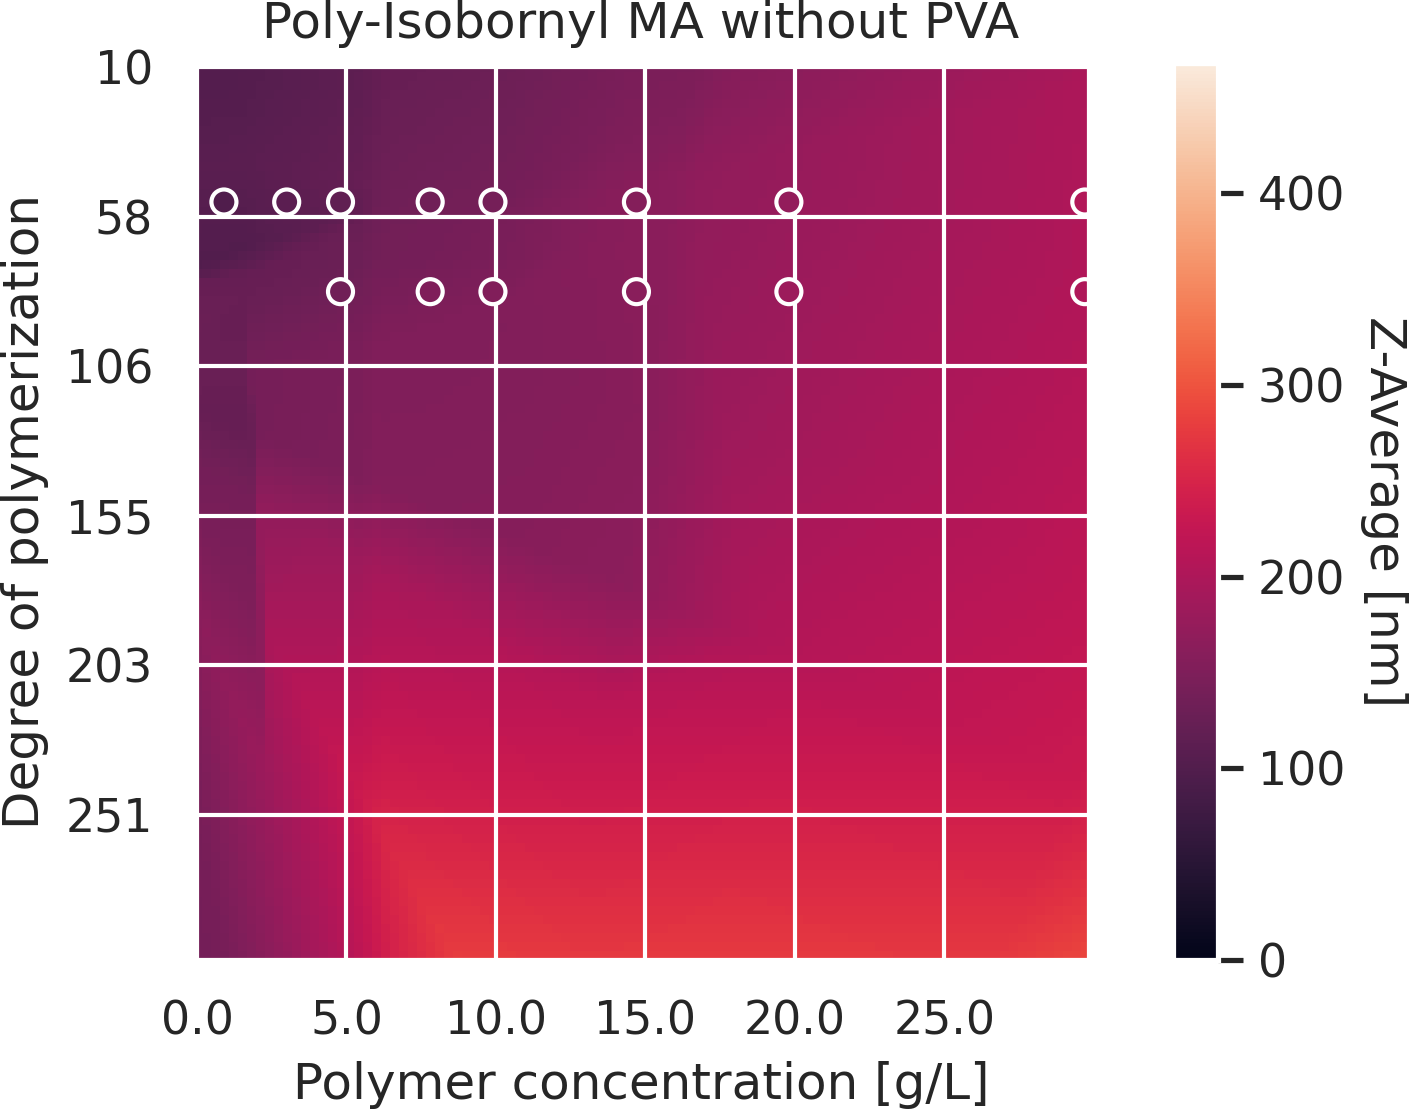 Poly-Isobornyl MA without PVA
10
58
106
155
203
251
Degree of polymerization
0.0 5.0 10.0 15.0 20.0 25.0
Polymer concentration [g/L]
400
300
200
100
0
Z-Average [nm]